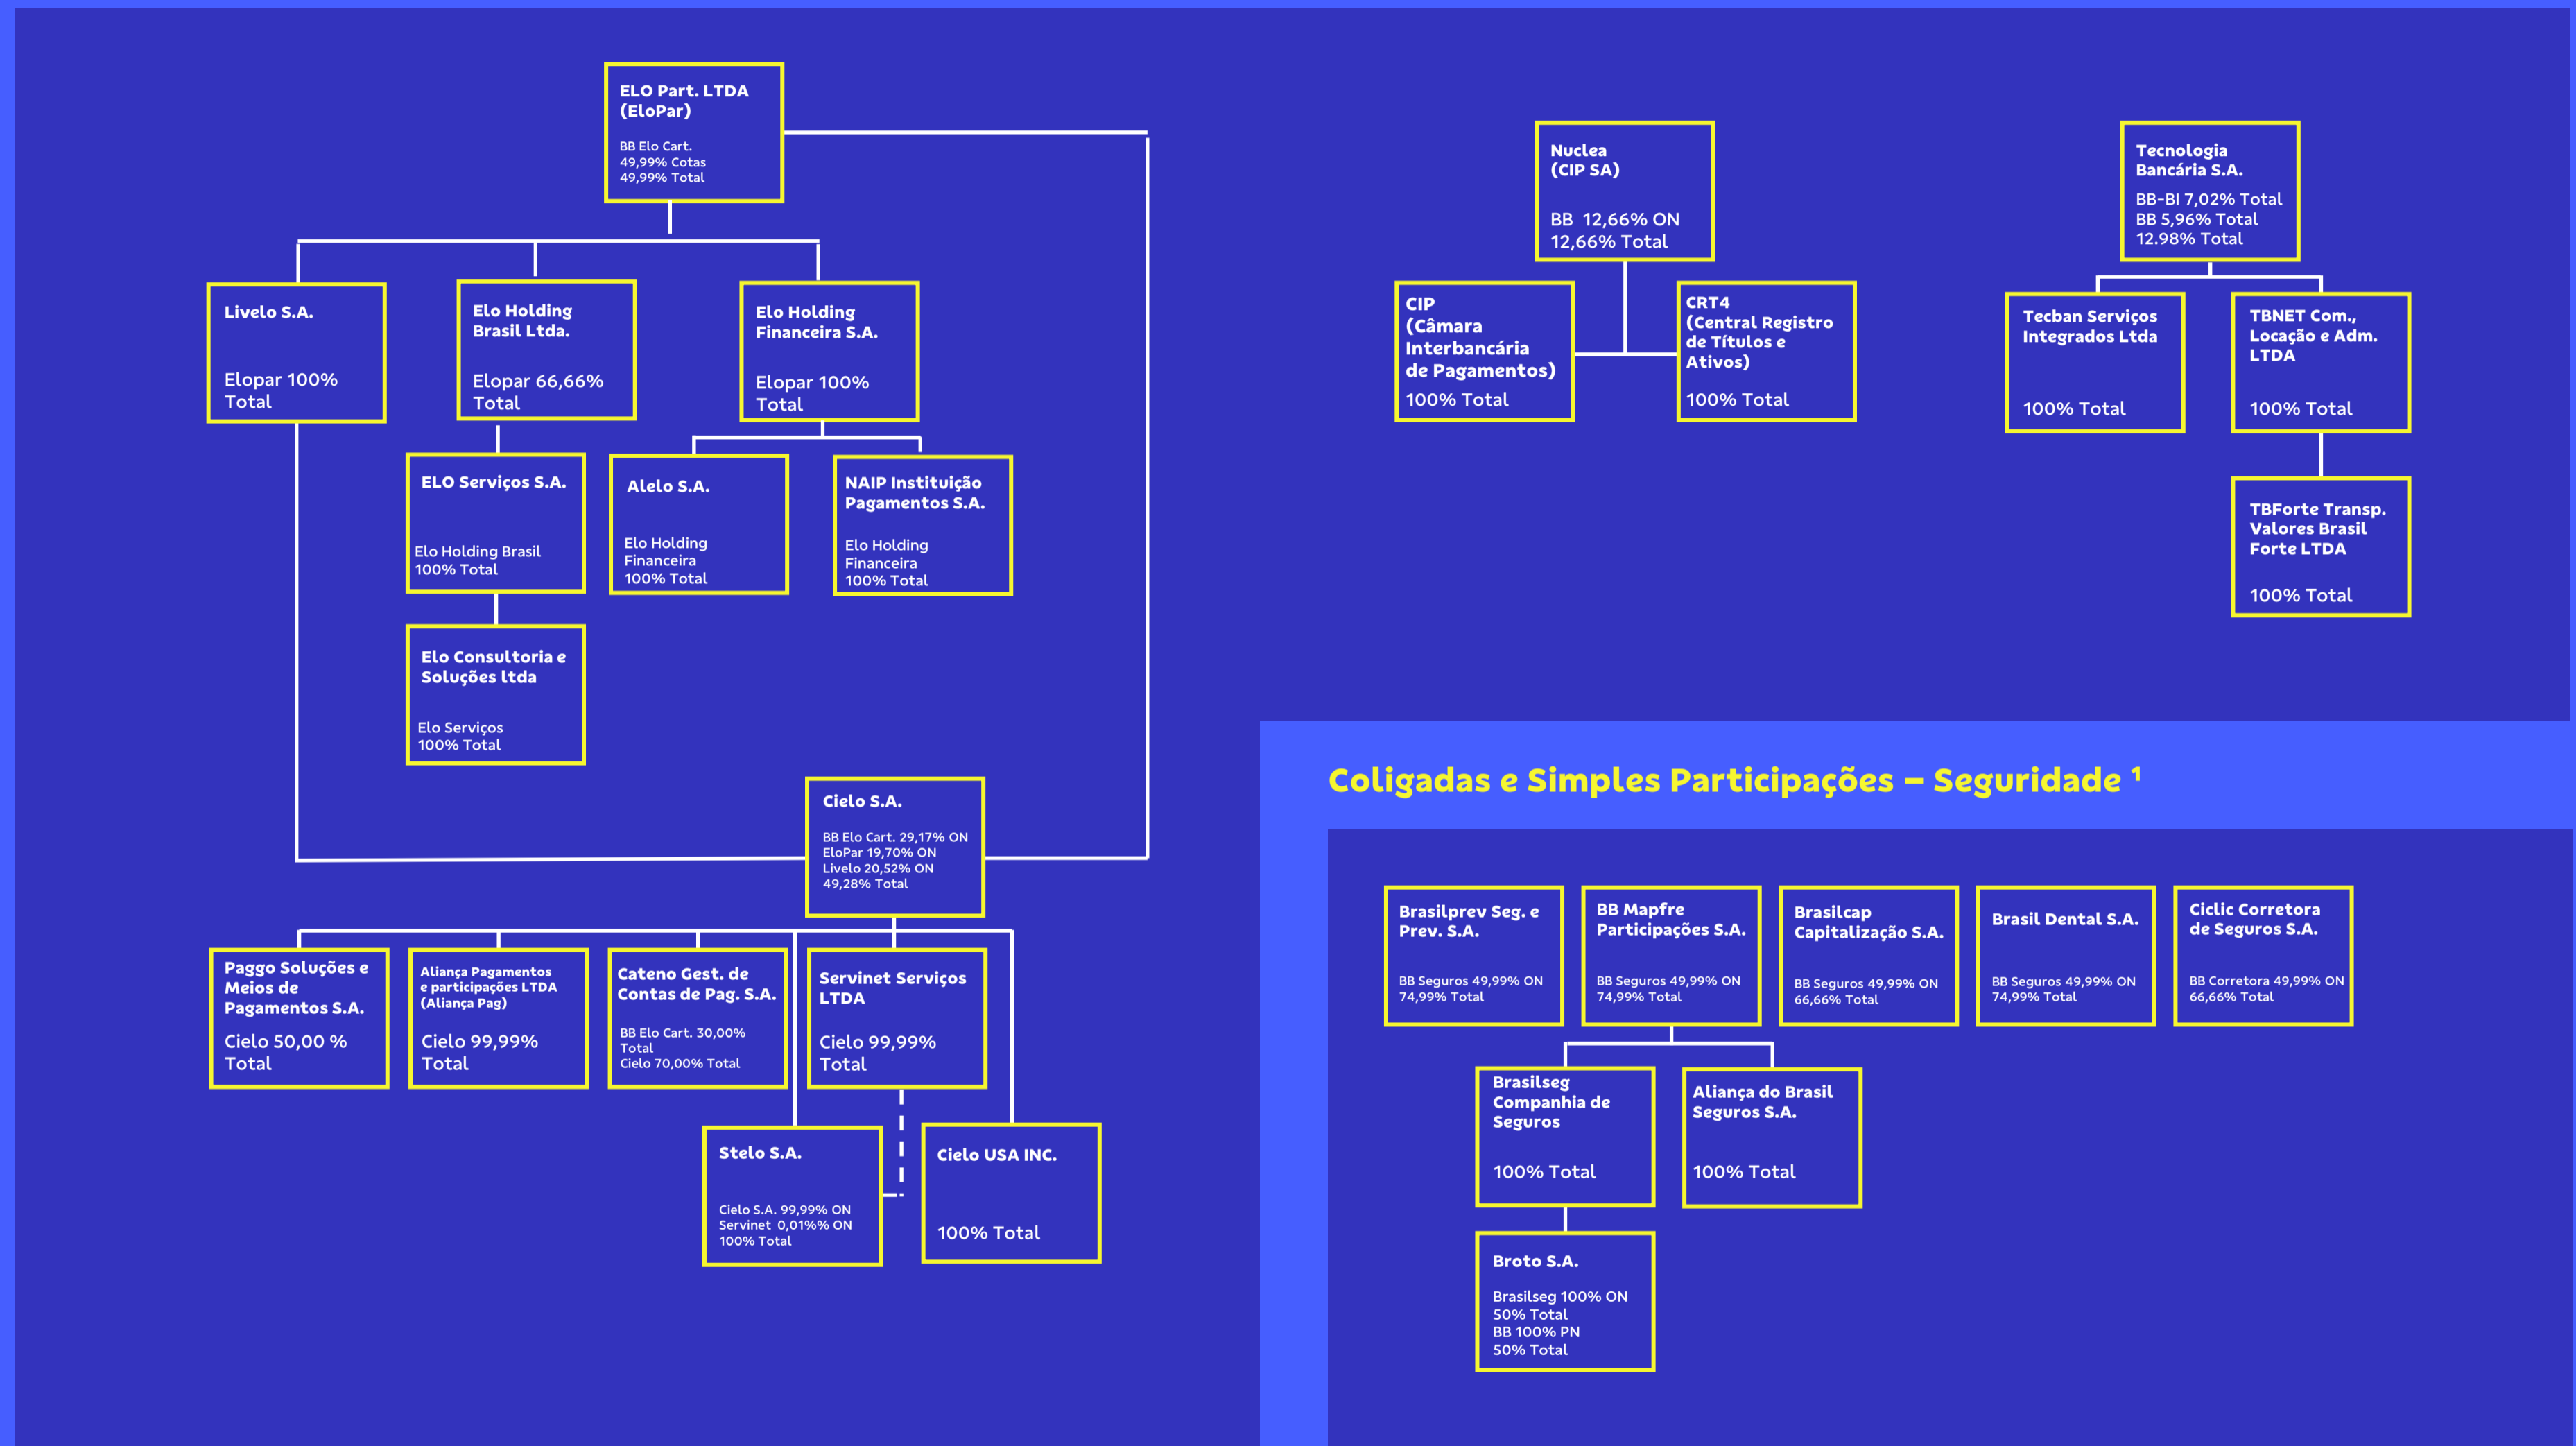 ELO Part. LTDA
(EloPar)
BB Elo Cart.
49,99% Cotas
49,99% Total
Livelo S.A.
Elopar 100%
Total
Elo Holding
Brasil Ltda.
Elopar 66,66%
Total
Elo Holding
Financeira S.A.
Elopar 100%
Total
ELO Serviços S.A.
Elo Holding Brasil
100% Total
Alelo S.A.
Elo Holding
Financeira
100% Total
NAIP Instituição
Pagamentos S.A.
Elo Holding
Financeira
100% Total
Elo Consultoria e
Soluções ltda
Elo Serviços
100% Total
Cielo S.A.
BB Elo Cart. 29,17% ON
EloPar 19,70% ON
Livelo 20,52% ON
49,28% Total
Paggo Soluções e
Meios de
Pagamentos S.A.
Cielo 50,00 %
Total
Aliança Pagamentos
e participações LTDA
(Aliança Pag)
Cielo 99,99%
Total
Cateno Gest. de
Contas de Pag. S.A.
BB Elo Cart. 30,00%
Total
Cielo 70,00% Total
Servinet Serviços
LTDA
Cielo 99,99%
Total
Stelo S.A.
Cielo S.A. 99,99% ON
Servinet 0,01%% ON
100% Total
Cielo USA INC.
100% Total
Nuclea
(CIP SA)
BB 12,66% ON
12,66% Total
CIP
(Câmara
Interbancária
de Pagamentos)
100% Total
CRT4
(Central Registro
de Títulos e
Ativos)
100% Total
Tecnologia
Bancária S.A.
BB-BI 7,02% Total
BB 5,96% Total
12.98% Total
Tecban Serviços
Integrados Ltda
100% Total
TBNET Com.,
Locação e Adm.
LTDA
100% Total
TBForte Transp.
Valores Brasil
Forte LTDA
100% Total
Coligadas e Simples Participações – Seguridade ¹
Brasilprev Seg. e
Prev. S.A.
BB Seguros 49,99% ON
74,99% Total
BB Mapfre
Participações S.A.
BB Seguros 49,99% ON
74,99% Total
Brasilcap
Capitalização S.A.
BB Seguros 49,99% ON
66,66% Total
Brasil Dental S.A.
BB Seguros 49,99% ON
74,99% Total
Ciclic Corretora
de Seguros S.A.
BB Corretora 49,99% ON
66,66% Total
Brasilseg
Companhia de
Seguros
100% Total
Aliança do Brasil
Seguros S.A.
100% Total
Broto S.A.
Brasilseg 100% ON
50% Total
BB 100% PN
50% Total